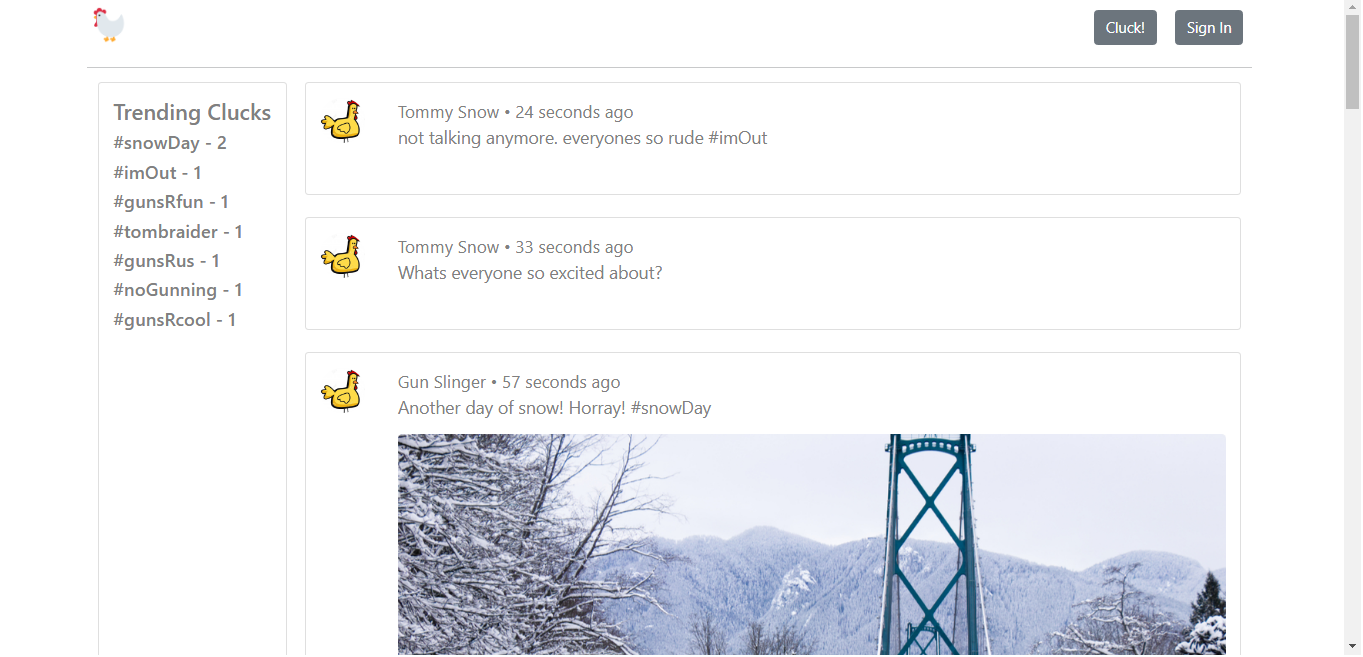 Cluck!
Sign In
Trending Clucks
#snowDay - 2
#imOut - 1
#gunsRfun - 1
#tombraider - 1
#gunsRus - 1
#noGunning - 1
#gunsRcool - 1
Tommy Snow • 24 seconds ago
not talking anymore. everyones so rude #imOut
Tommy Snow • 33 seconds ago
Whats everyone so excited about?
Gun Slinger • 57 seconds ago
Another day of snow! Horray! #snowDay